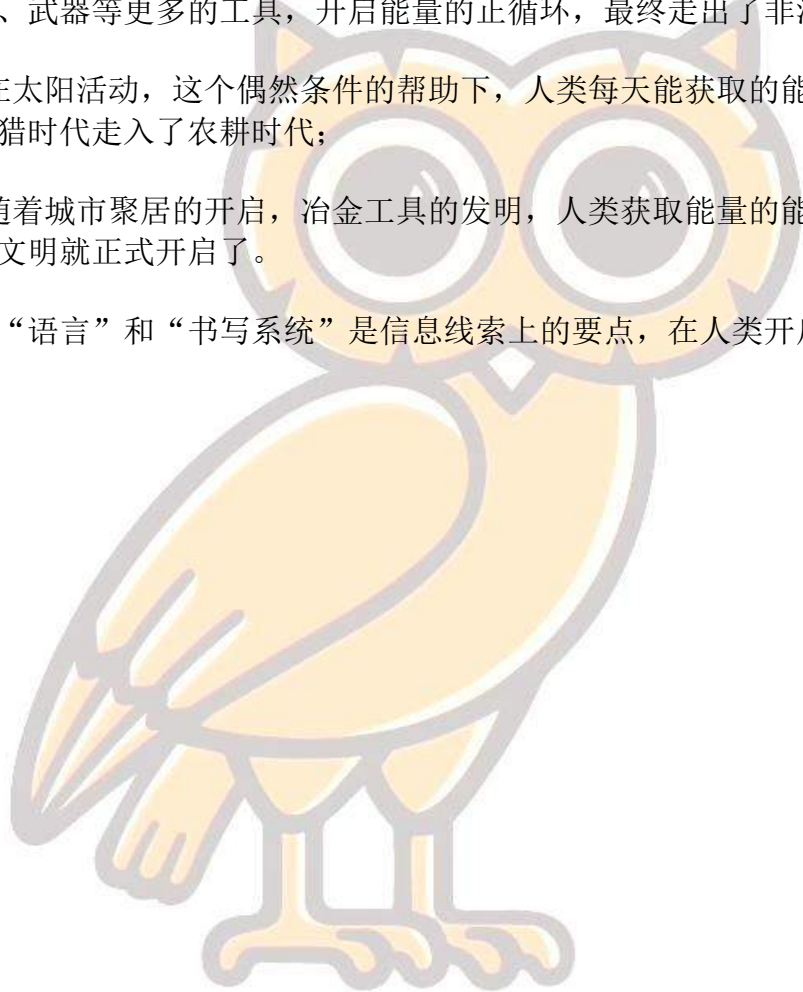 、武器等更多的工具，开启能量的正循环，最终走出了非
在太阳活动，这个偶然条件的帮助下，人类每天能获取的能
猎时代走入了农耕时代；
随着城市聚居的开启，冶金工具的发明，人类获取能量的能
文明就正式开启了。
“语言”和“书写系统”是信息线索上的要点，在人类开